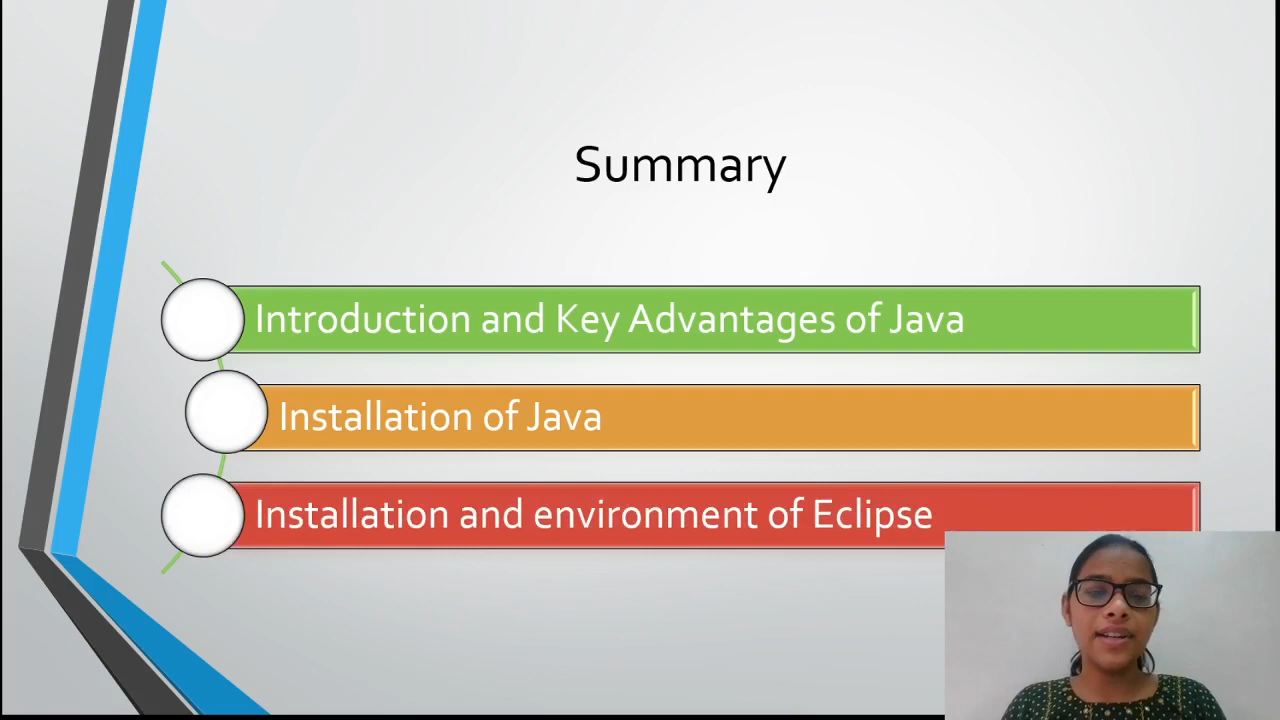 Summary
Introduction and Key Advantages of Java
Installation of Java
Installation and environment of Eclipse